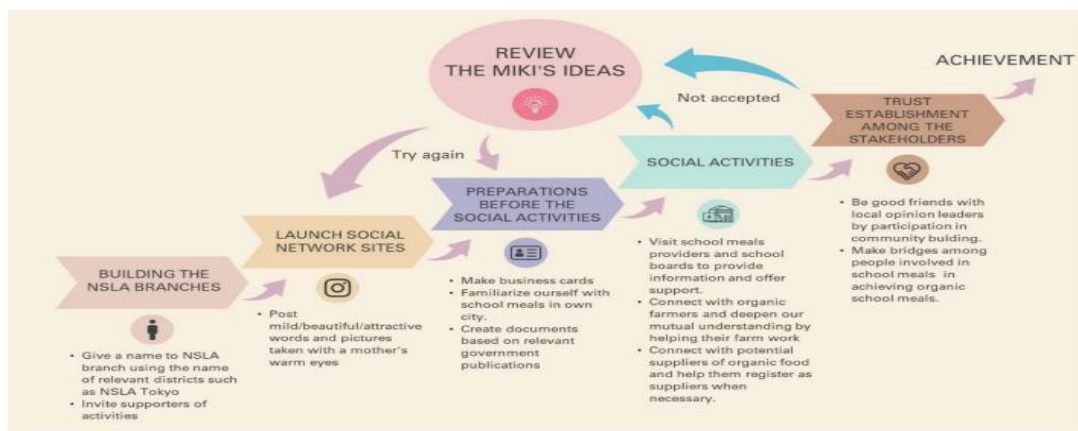 REVIEW
THE MIKI'S IDEAS
ACHIEVEMENT
Not accepted
Try again
TRUST
ESTABLISHMENT
AMONG THE
STAKEHOLDERS
• Be good friends with
local opinion leaders
by participation in
community bulding.
• Make bridges among
people involved in
school meals in
achieving organic
school meals.
SOCIAL ACTIVITIES
• Visit school meals
providers and school
boards to provide
information and offer
support.
• Connect with organic
farmers and deepen our
mutual understanding by
helping their farm work
• Connect with potential
suppliers of organic food
and help them register as
suppliers when
necessary.
PREPARATIONS
BEFORE THE
SOCIAL ACTIVITIES
• Make business cards
• Familiarize ourself with
school meals in own
city.
• Create documents
based on relevant
government
publications
LAUNCH SOCIAL
NETWORK SITES
• Post
mild/beautiful/attractive
words and pictures
taken with a mother's
warm eyes
BUILDING THE
NSLA BRANCHES
• Give a name to NSLA
branch using the name
of relevant districts such
as NSLA Tokyo
• Invite supporters of
activities